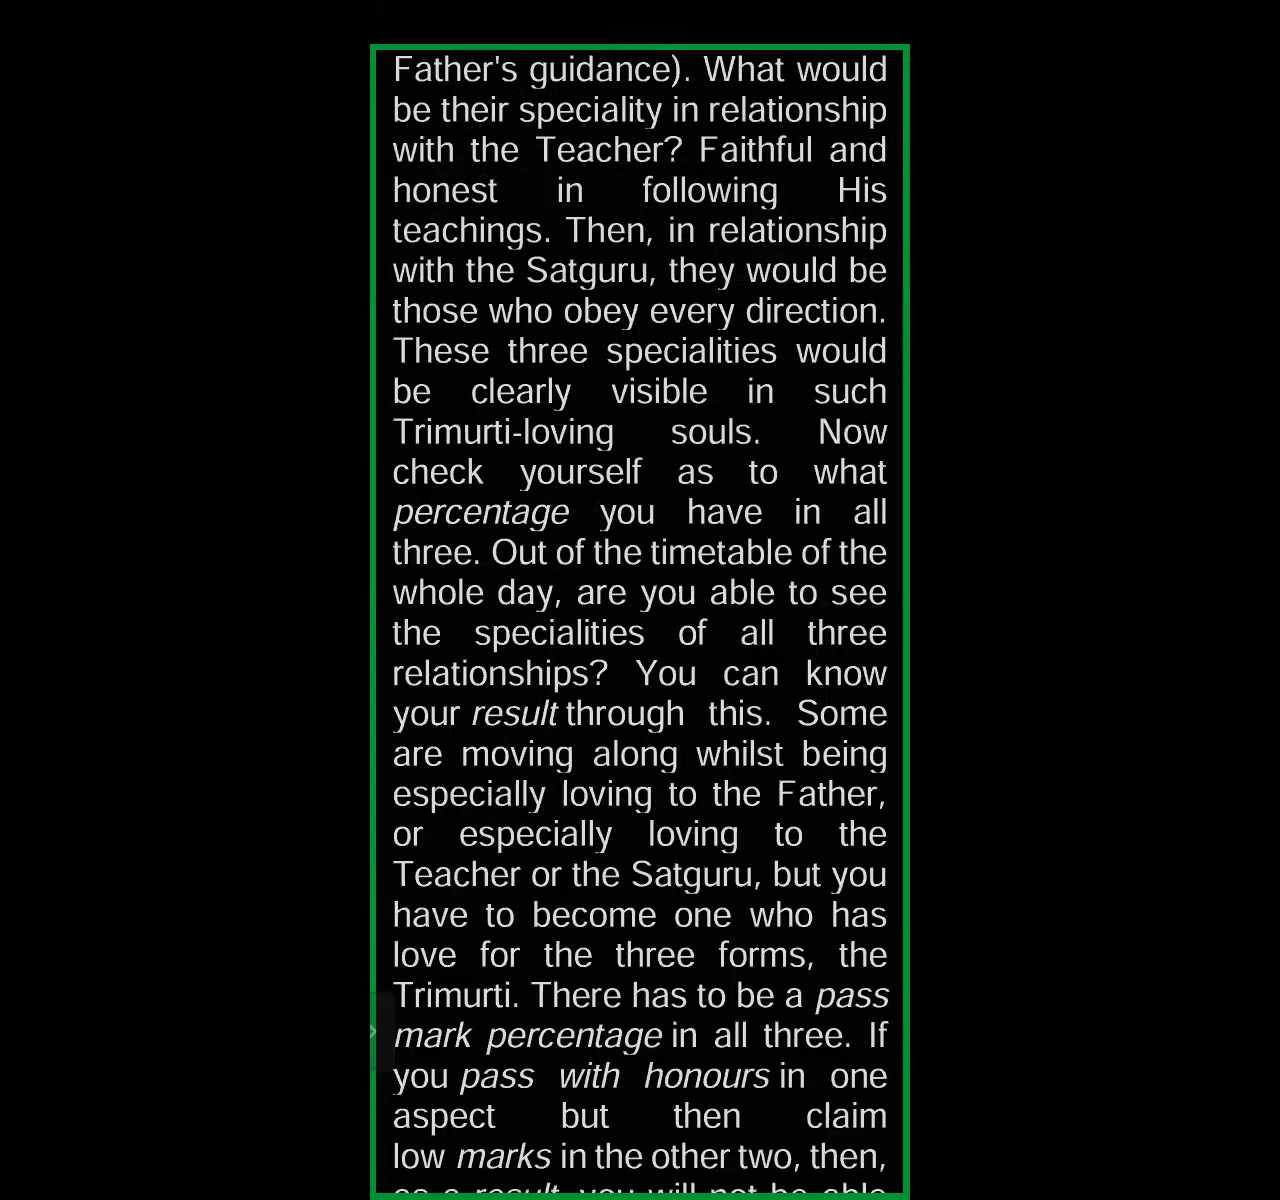 Father's guidance). What would
be their speciality in relationship
with the Teacher? Faithful and
honest in following His
teachings. Then, in relationship
with the Satguru, they would be
those who obey every direction.
These three specialities would
be clearly visible in such
Trimurti-loving souls. Now
check yourself as to what
percentage you have in all
three. Out of the timetable of the
whole day, are you able to see
the specialities of all three
relationships? You can know
your result through this. Some
are moving along whilst being
especially loving to the Father,
or especially loving to the
Teacher or the Satguru, but you
have to become one who has
love for the three forms, the
Trimurti. There has to be a pass
mark percentage in all three. If
you pass with honours in one
aspect but then claim
low marks in the other two, then,
as a result, you will not be able